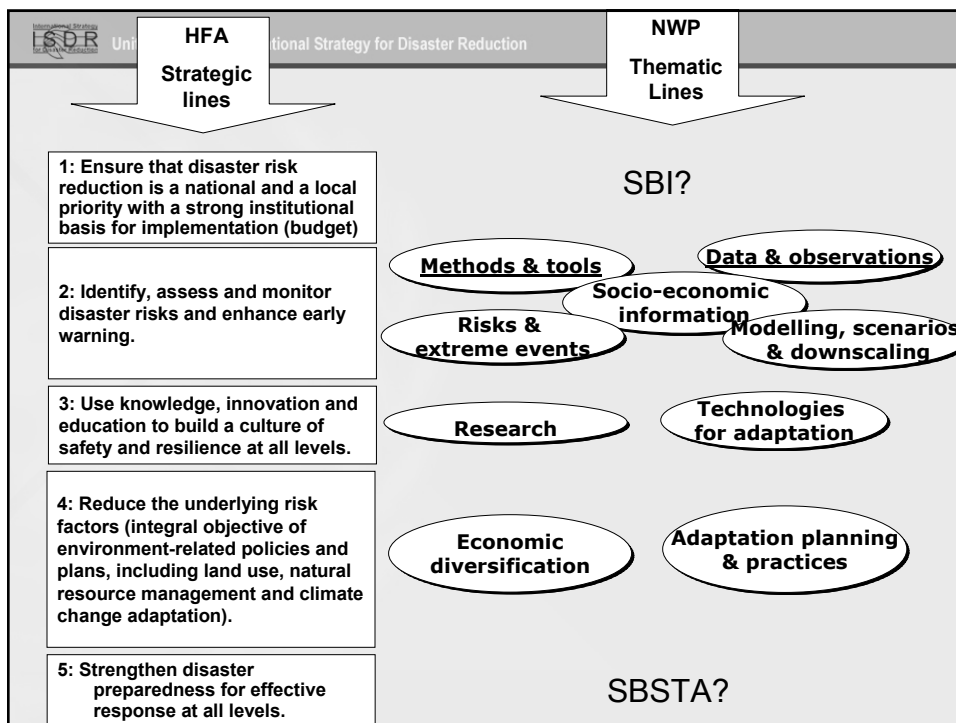 International Strategy
ISDR
for Disaster Reduction
Unit
tional Strategy for Disaster Reduction
HFA
Strategic
lines
NWP
Thematic
Lines
1: Ensure that disaster risk
reduction is a national and a local
priority with a strong institutional
basis for implementation (budget)
SBI?
2: Identify, assess and monitor
disaster risks and enhance early
warning.
Methods & tools
Data & observations
Socio-economic
information
Risks &
extreme events
Modelling, scenarios
& downscaling
3: Use knowledge, innovation and
education to build a culture of
safety and resilience at all levels.
Research
Technologies
for adaptation
4: Reduce the underlying risk
factors (integral objective of
environment-related policies and
plans, including land use, natural
resource management and climate
change adaptation).
Economic
diversification
Adaptation planning
& practices
5: Strengthen disaster
preparedness for effective
response at all levels.
SBSTA?